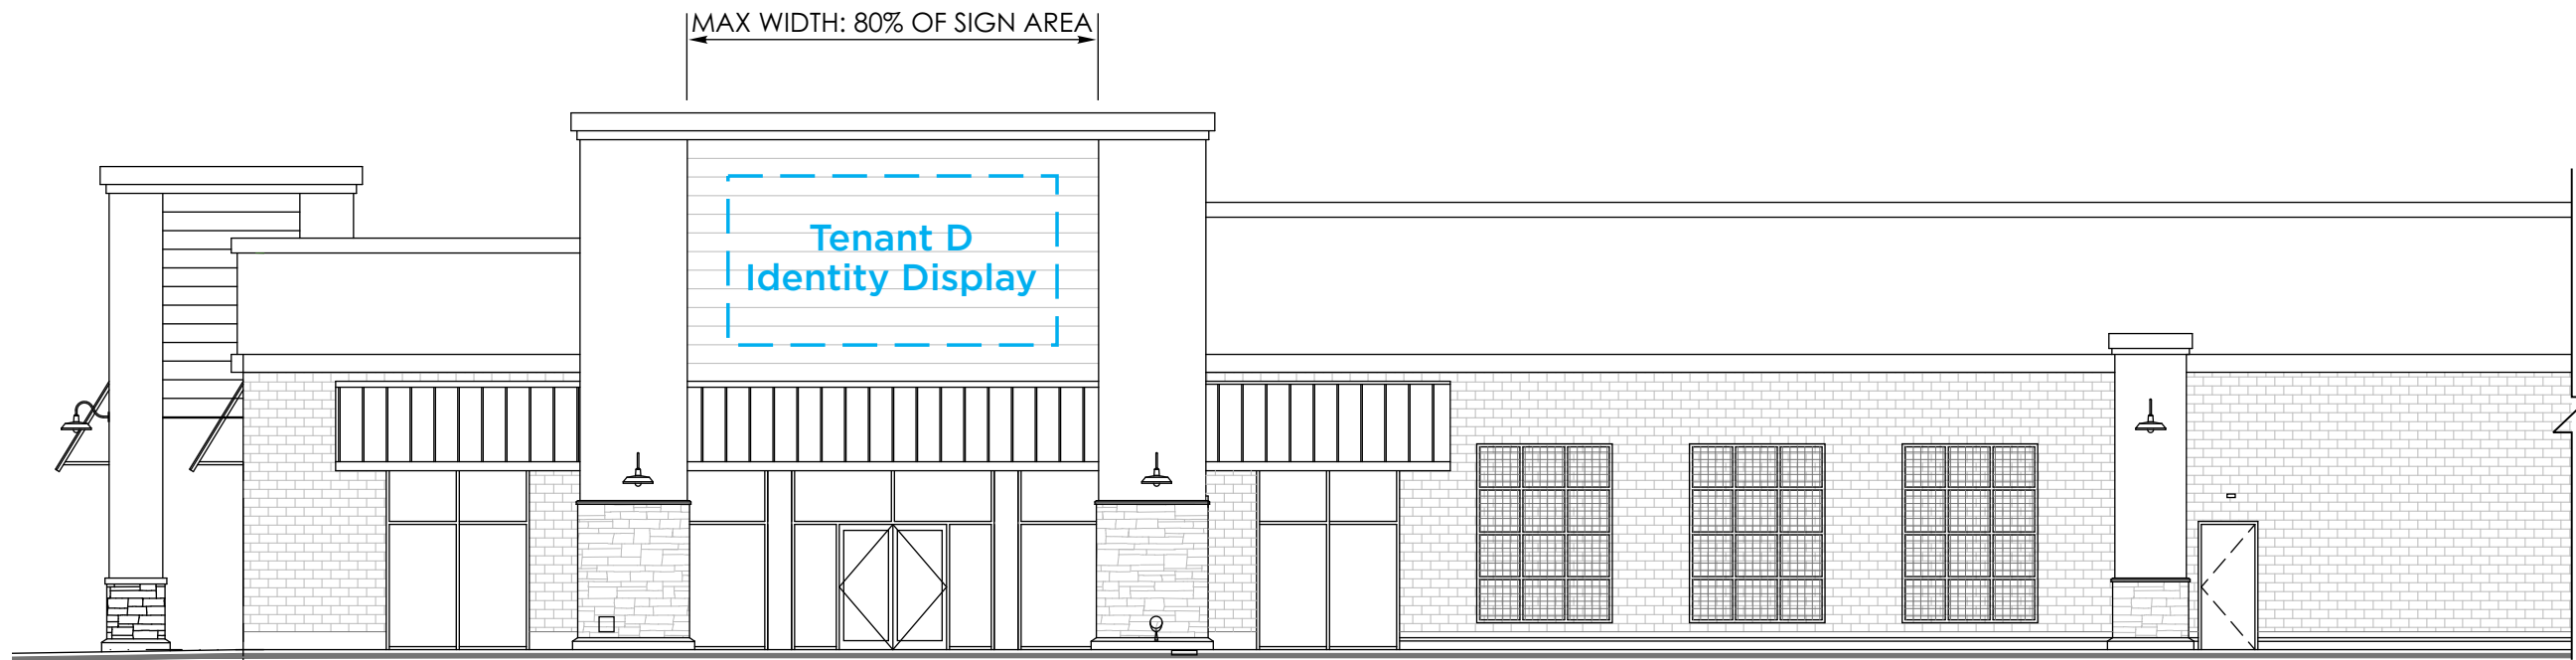 MAX WIDTH: 80% OF SIGN AREA
Tenant D
Identity Display